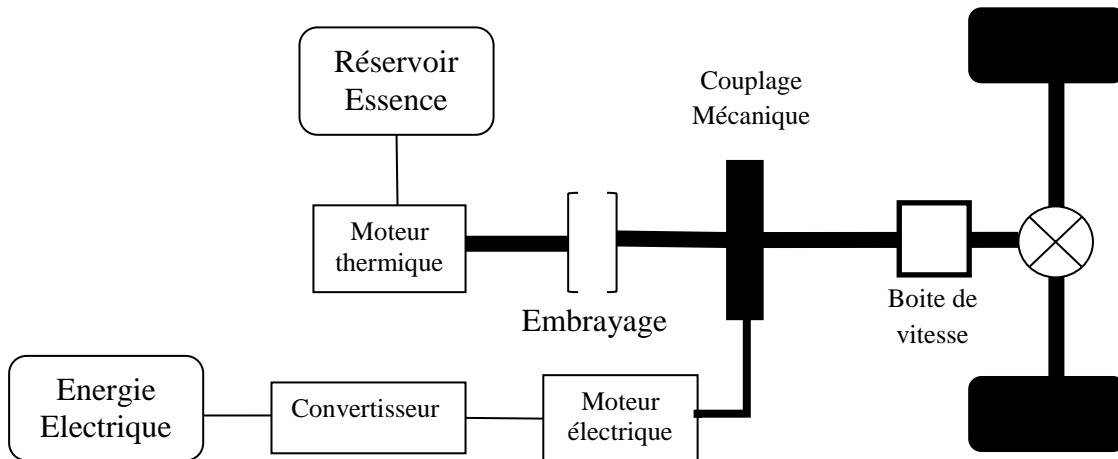 Réservoir
Essence
Couplage
Mécanique
Moteur
thermique
Embrayage
Boite de
vitesse
Energie
Electrique
Convertisseur
Moteur
électrique